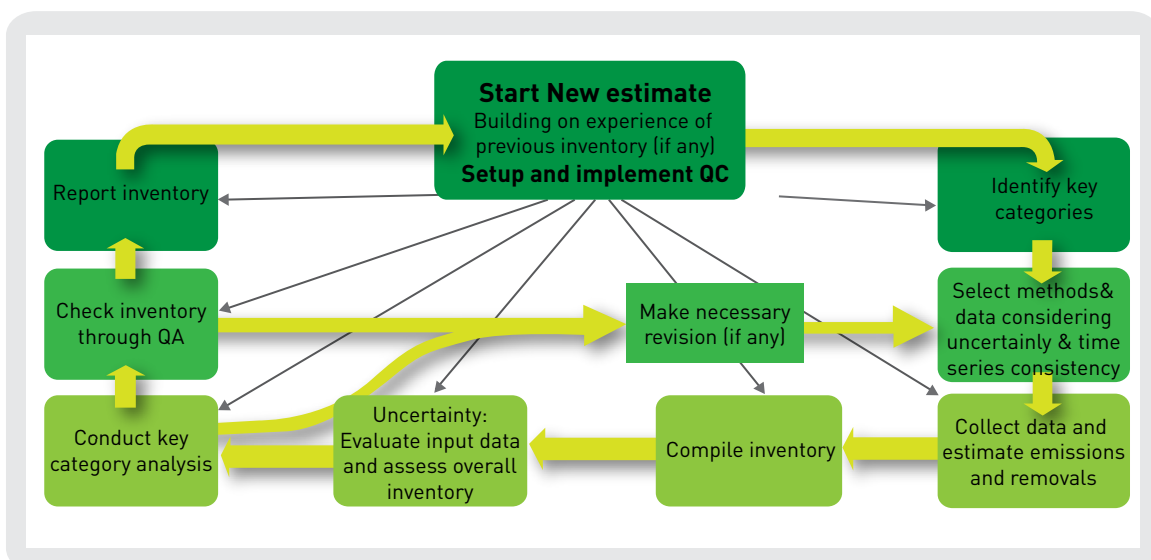 Start New estimate
Building on experience of
previous inventory (if any)
Setup and implement QC
Report inventory
Identify key
categories
Check inventory
through QA
Make necessary
revision (if any)
Select methods&
data considering
uncertainly & time
series consistency
Conduct key
category analysis
Uncertainty:
Evaluate input data
and assess overall
inventory
Compile inventory
Collect data and
estimate emissions
and removals